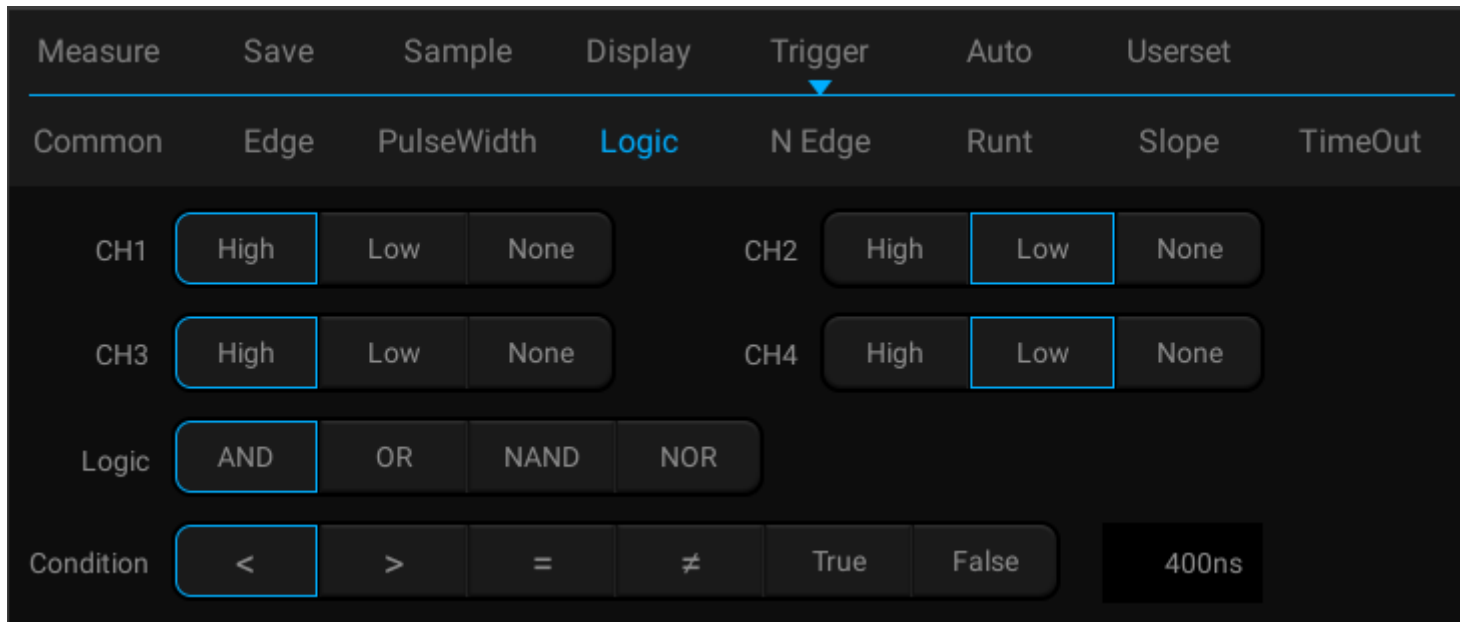 Measure Save Sample Display Trigger Auto Userset
Common Edge PulseWidth Logic N Edge Runt Slope TimeOut
CH1 High Low None CH2 High Low None
CH3 High Low None CH4 High Low None
Logic AND OR NAND NOR
Condition < > = ≠ True False 400ns